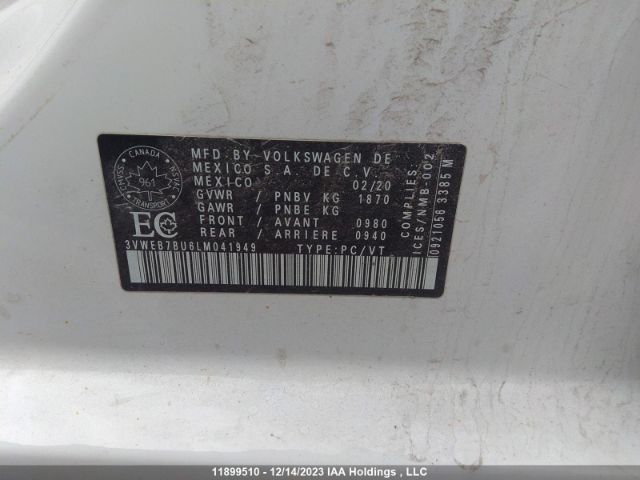 CANADA
961
TRANSPORT
EC
MFD.BY-VOLKSWAGEN DE
MEXICO S.A. DE C.V.
MEXICO 02/20
GVWR / PNBV KG 1870
GAWR / PNBE KG
FRONT / AVANT 0980
REAR / ARRIERE 0940
3VWEB7BU6LM041949 TYPE:PC/VT
COMPLIES:
ICES/NMB-002
09210583 3385 M
11899510 - 12/14/2023 IAA Holdings , LLC